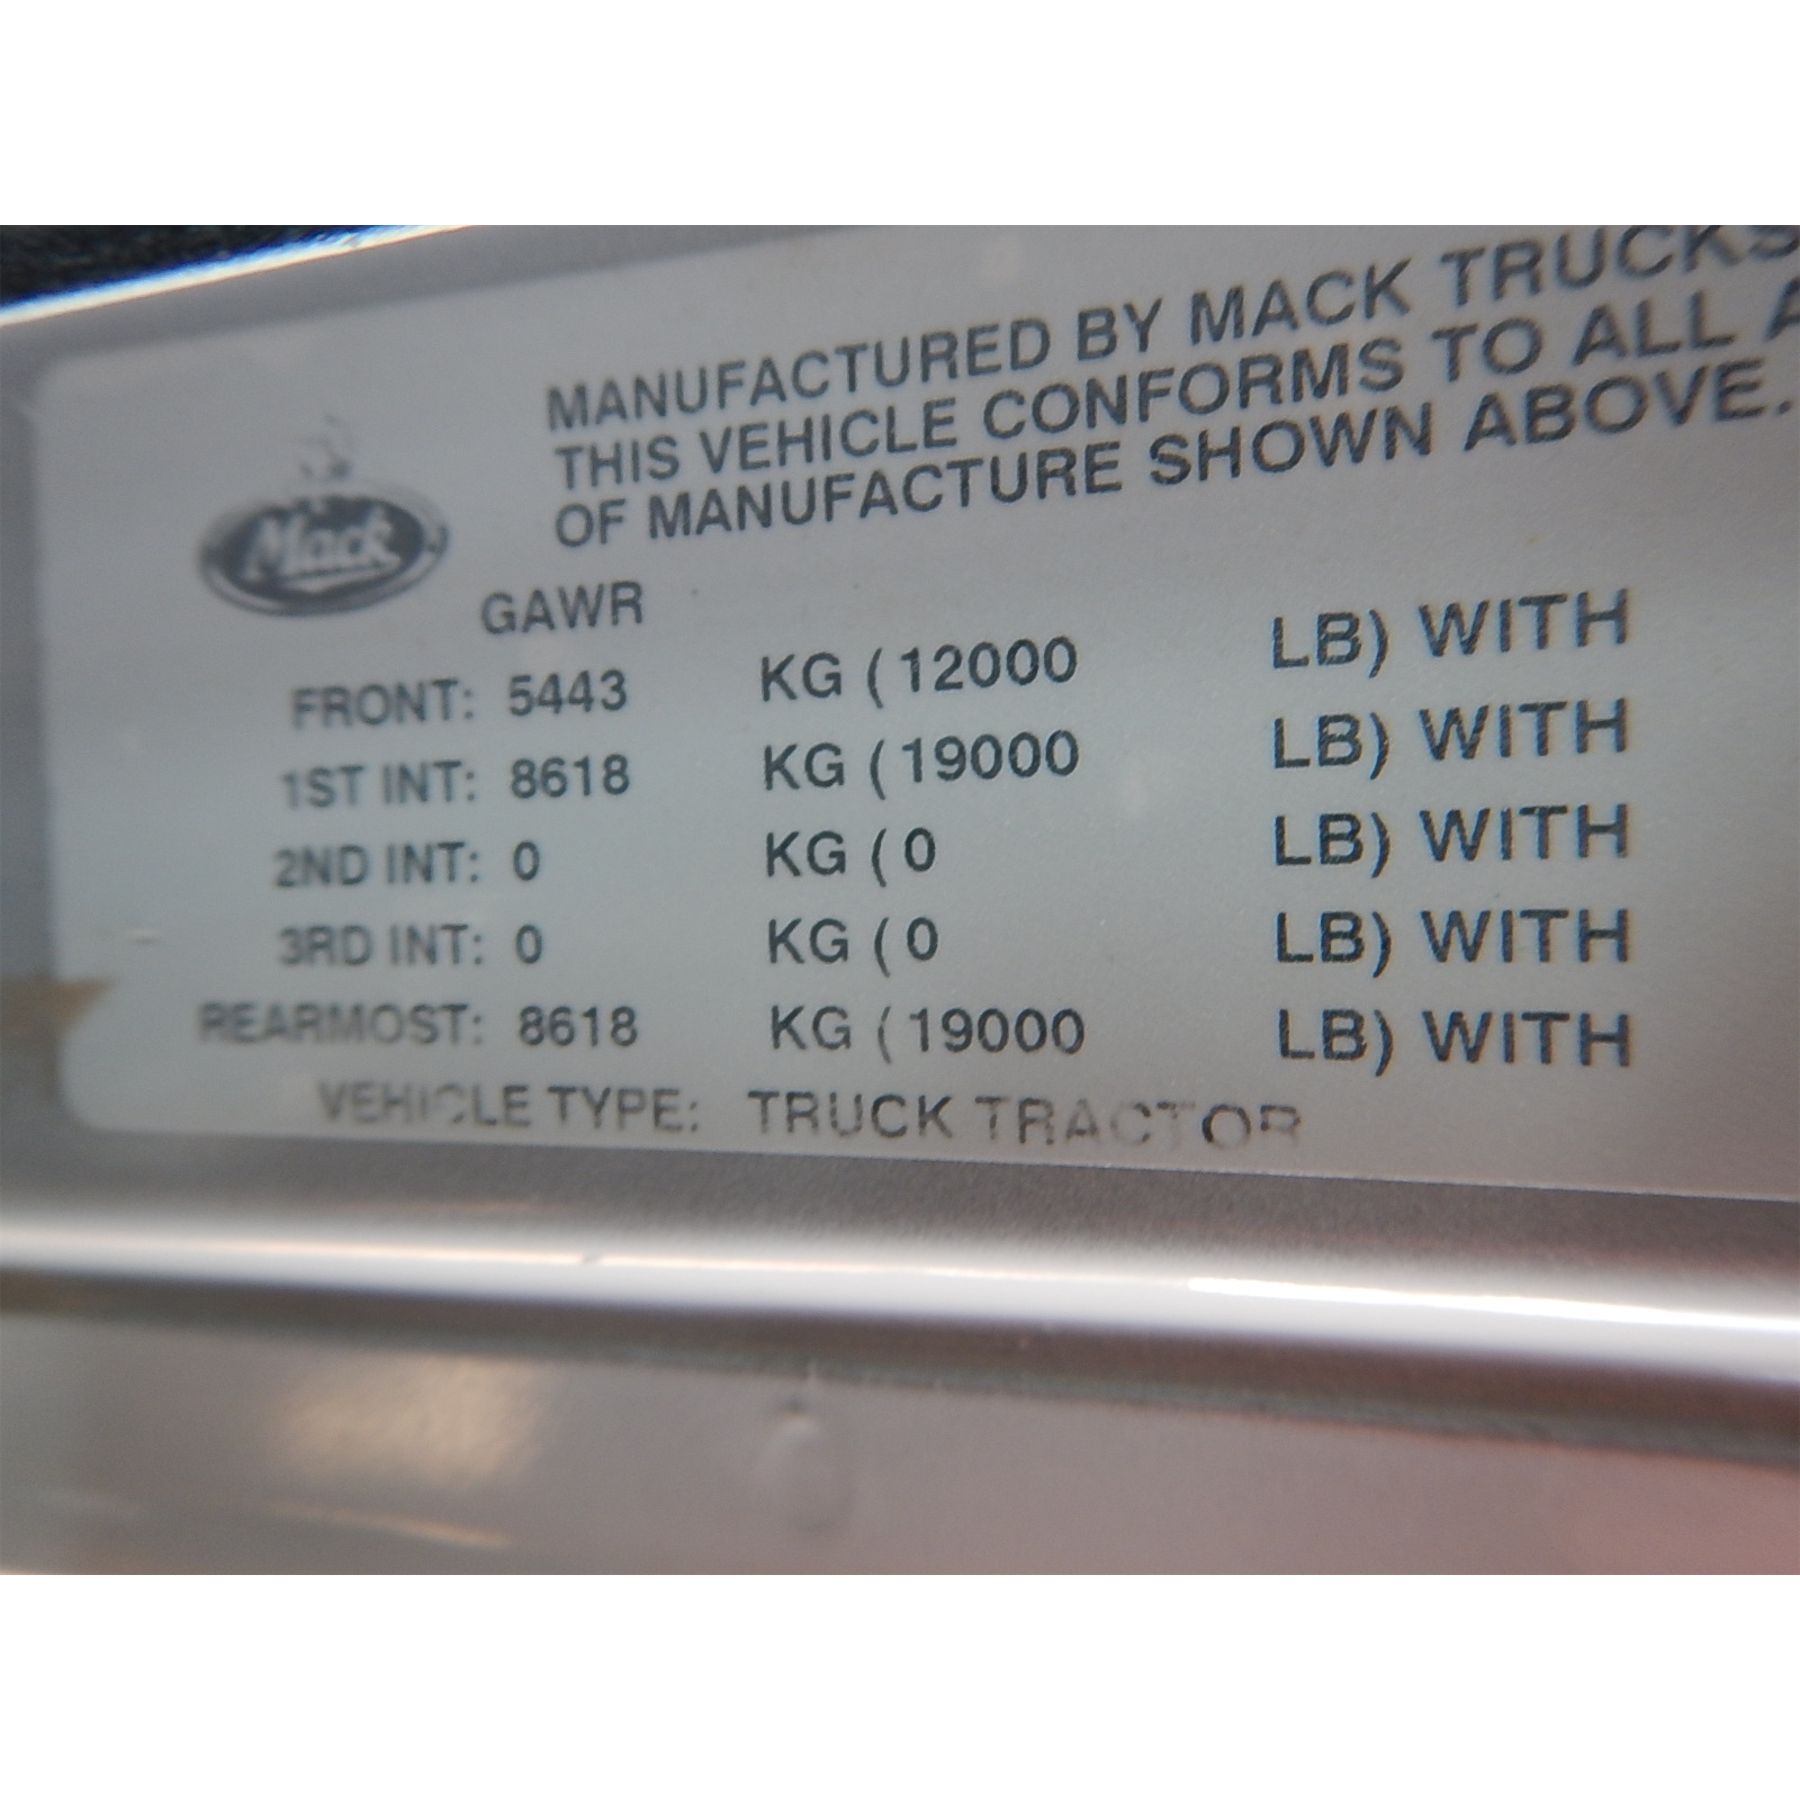 MANUFACTURED BY MACK TRUCKS
THIS VEHICLE CONFORMS TO ALL A
OF MANUFACTURE SHOWN ABOVE.
Mack
GAWR
FRONT: 5443 KG (12000 LB) WITH
1ST INT: 8618 KG (19000 LB) WITH
2ND INT: 0 KG (0 LB) WITH
3RD INT: 0 KG (0 LB) WITH
REARMOST: 8618 KG (19000 LB) WITH
VEHICLE TYPE: TRUCK TRACTOR